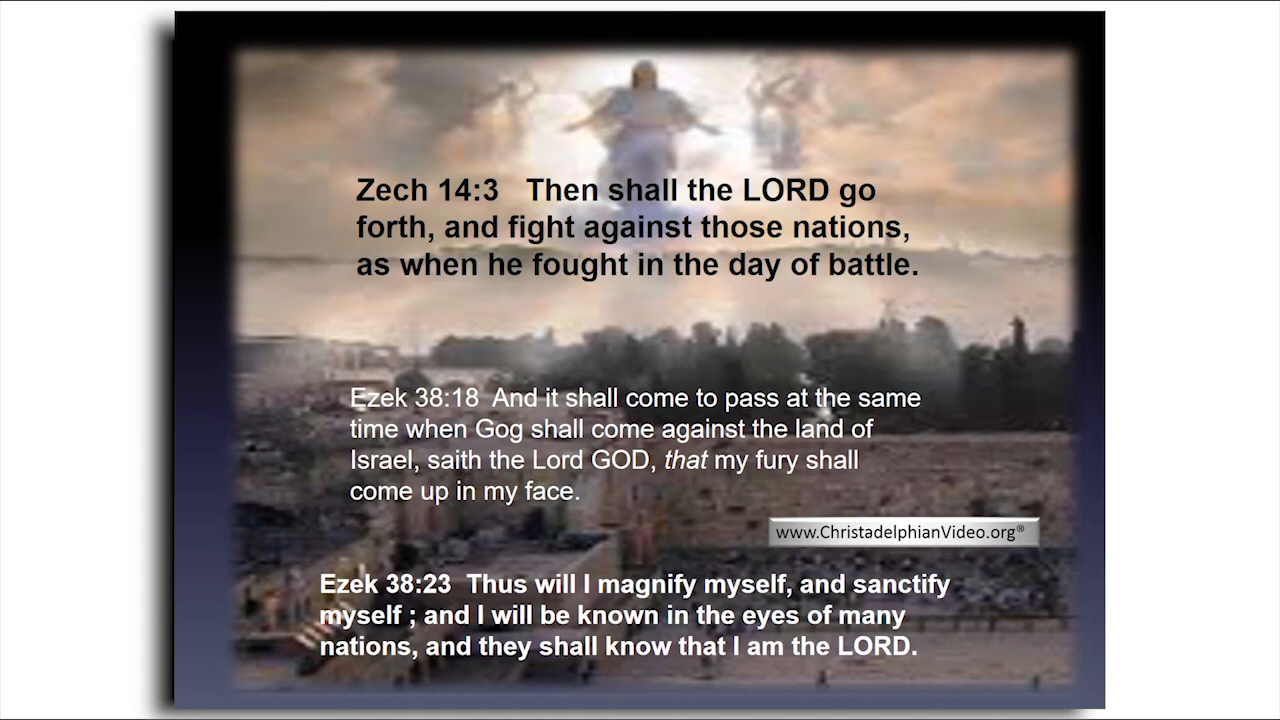 Zech 14:3 Then shall the LORD go
forth, and fight against those nations,
as when he fought in the day of battle.
Ezek 38:18 And it shall come to pass at the same
time when Gog shall come against the land of
Israel, saith the Lord GOD, that my fury shall
come up in my face.
www.ChristadelphianVideo.org®
Ezek 38:23 Thus will I magnify myself, and sanctify
myself ; and I will be known in the eyes of many
nations, and they shall know that I am the LORD.